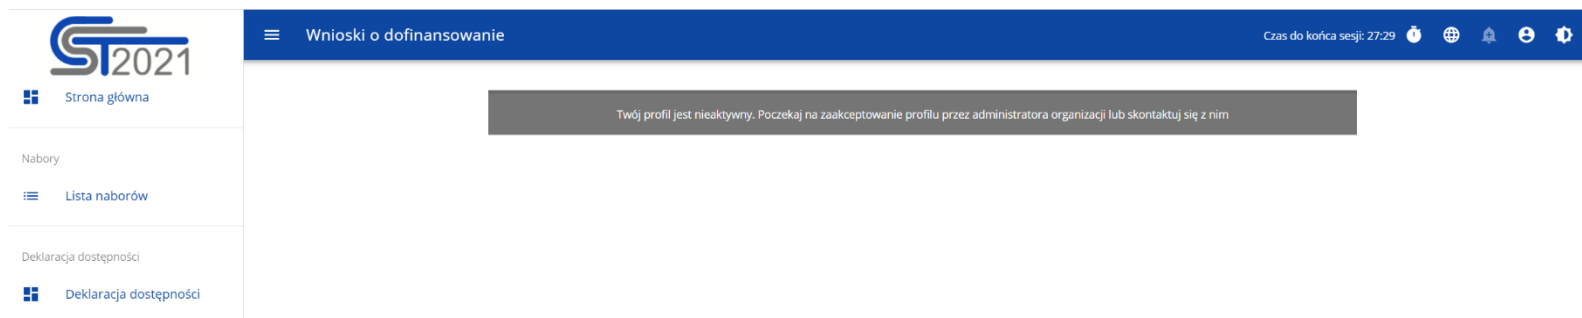 CST2021
Wnioski o dofinansowanie
Czas do końca sesji: 27:29
Strona główna
Twój profil jest nieaktywny. Poczekaj na zaakceptowanie profilu przez administratora organizacji lub skontaktuj się z nim
Nabory
Lista naborów
Deklaracja dostępności
Deklaracja dostępności